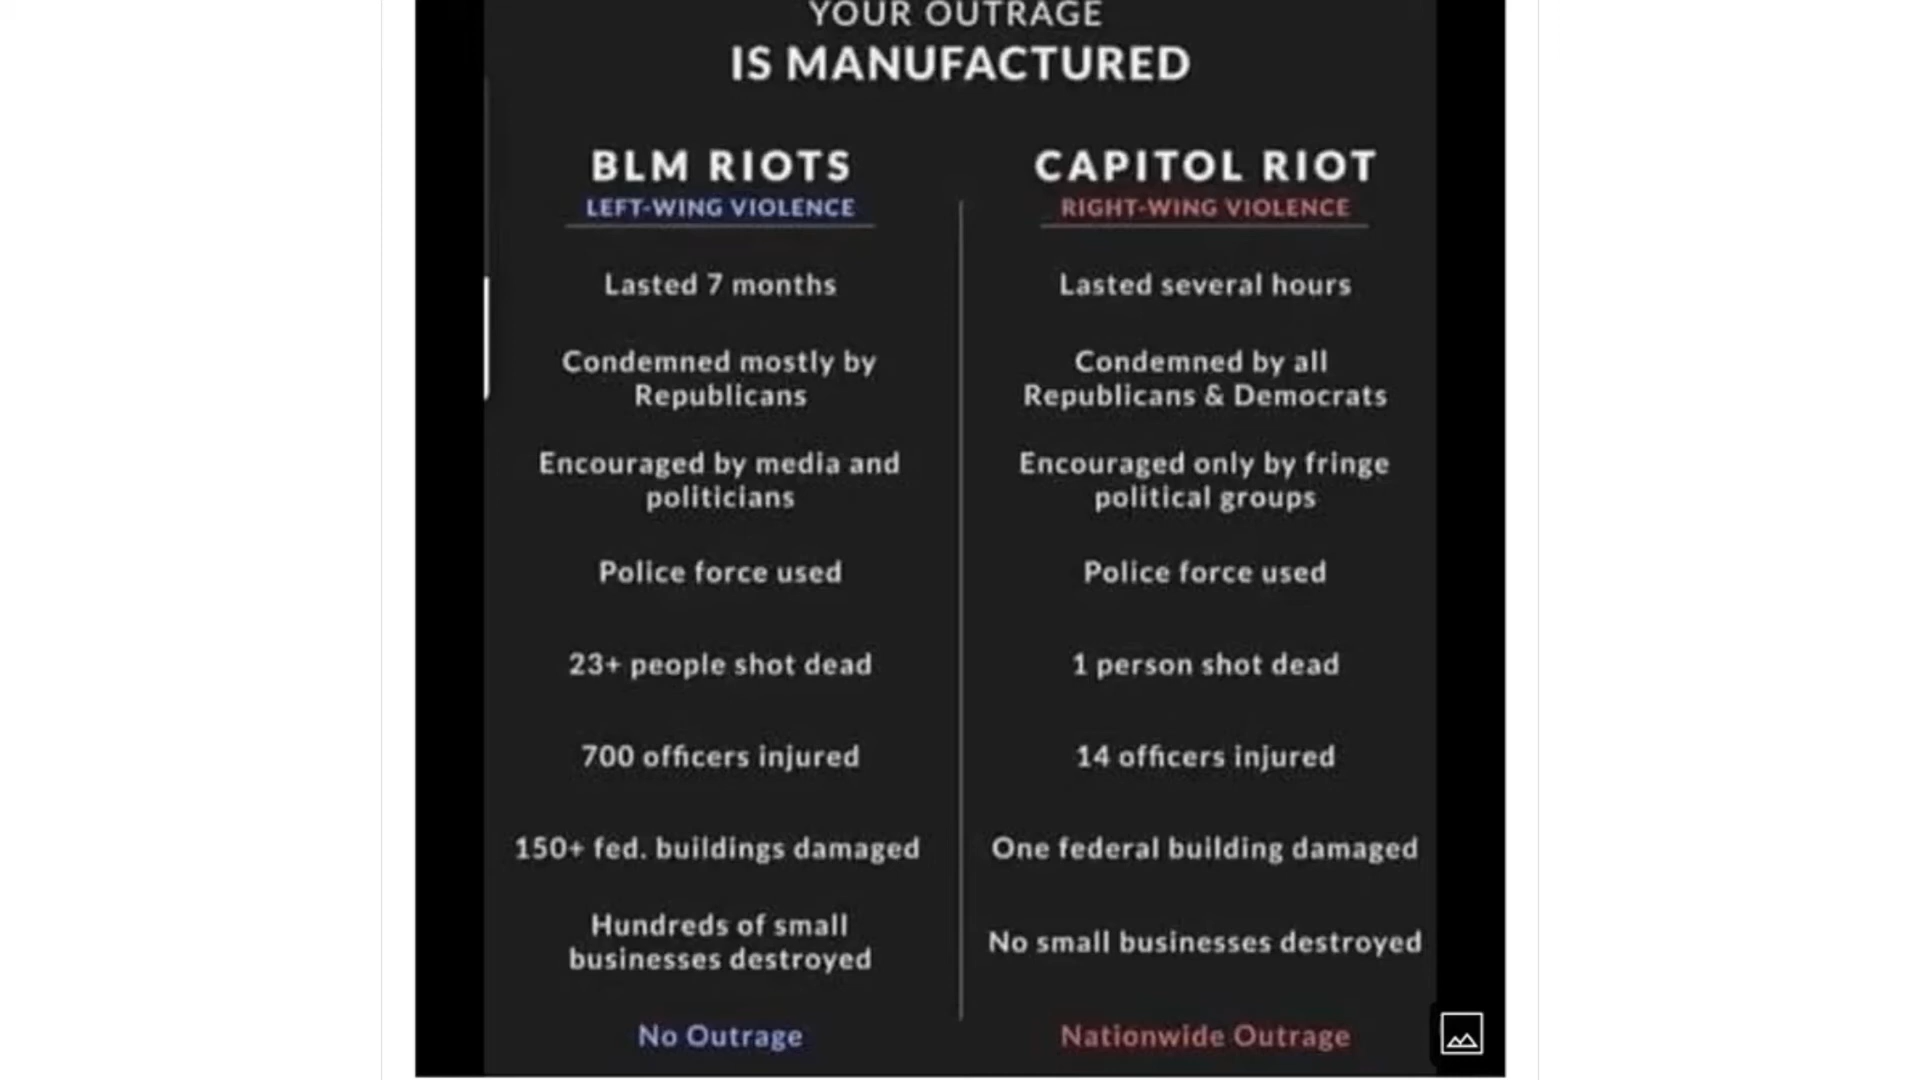 YOUR OUTRAGE
IS MANUFACTURED
BLM RIOTS
LEFT-WING VIOLENCE
Lasted 7 months
Condemned mostly by
Republicans
Encouraged by media and
politicians
Police force used
23+ people shot dead
700 officers injured
150+ fed. buildings damaged
Hundreds of small
businesses destroyed
No Outrage
CAPITOL RIOT
RIGHT-WING VIOLENCE
Lasted several hours
Condemned by all
Republicans & Democrats
Encouraged only by fringe
political groups
Police force used
1 person shot dead
14 officers injured
One federal building damaged
No small businesses destroyed
Nationwide Outrage